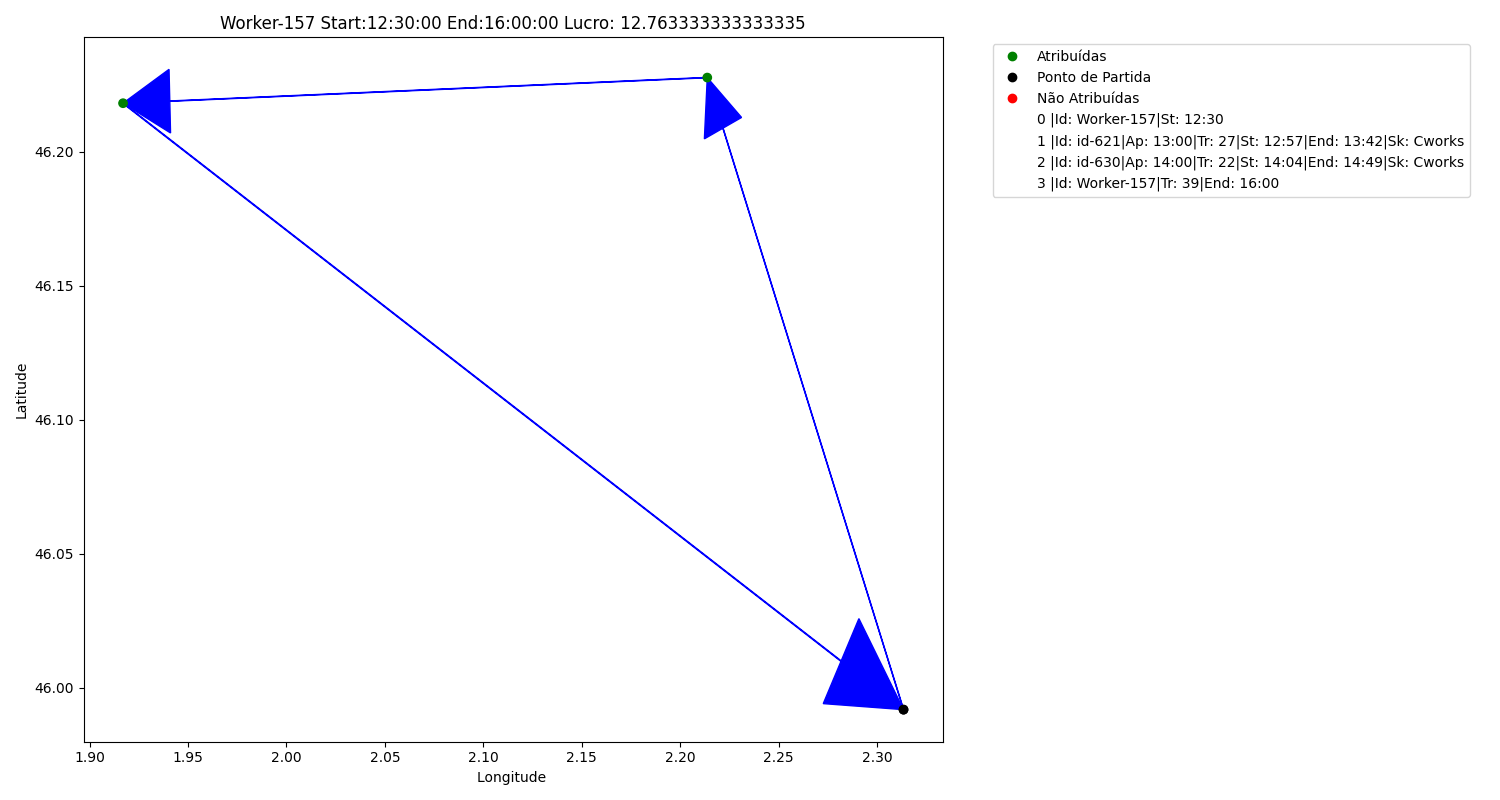 Worker-157 Start:12:30:00 End:16:00:00 Lucro: 12.763333333333335
Atribuídas
Ponto de Partida
Não Atribuídas
0 |Id: Worker-157|St: 12:30
1 |Id: id-621|Ap: 13:00|Tr: 27|St: 12:57|End: 13:42|Sk: Cworks
2 |Id: id-630|Ap: 14:00|Tr: 22|St: 14:04|End: 14:49|Sk: Cworks
3 |Id: Worker-157|Tr: 39|End: 16:00
Latitude
46.20
46.15
46.10
46.05
46.00
1.90 1.95 2.00 2.05 2.10 2.15 2.20 2.25 2.30
Longitude